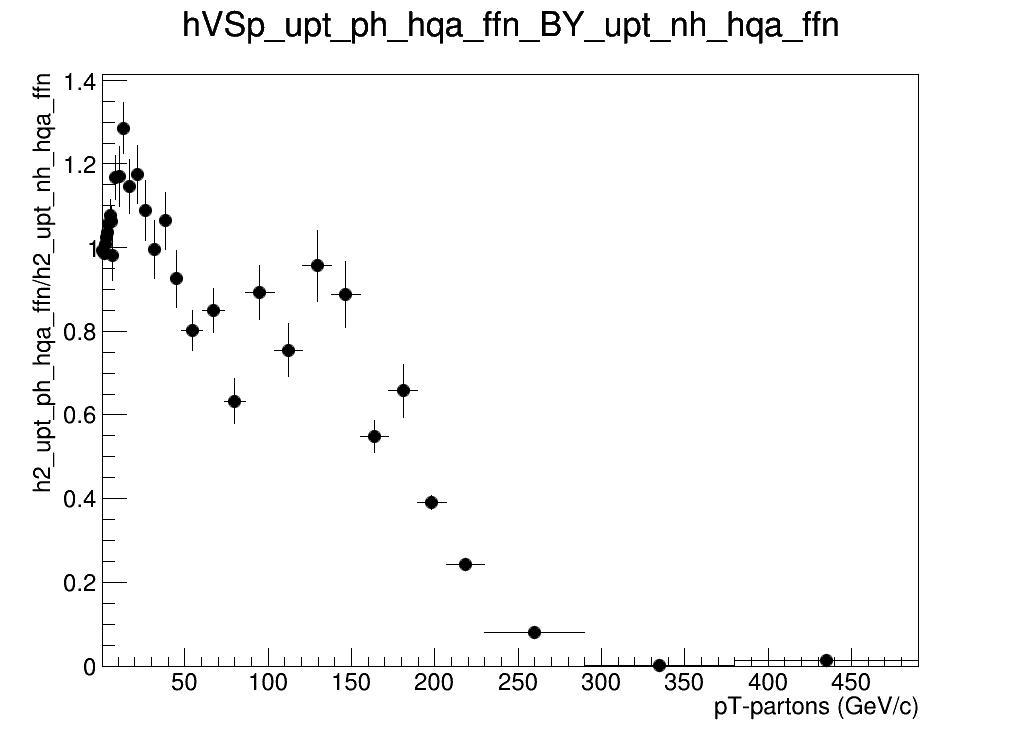 hVSp_upt_ph_hqa_ffn_BY_upt_nh_hqa_ffn
h2_upt_ph_hqa_ffn/h2_upt_nh_hqa_ffn
1.4
1.2
1
0.8
0.6
0.4
0.2
0
50 100 150 200 250 300 350 400 450
pT-partons (GeV/c)